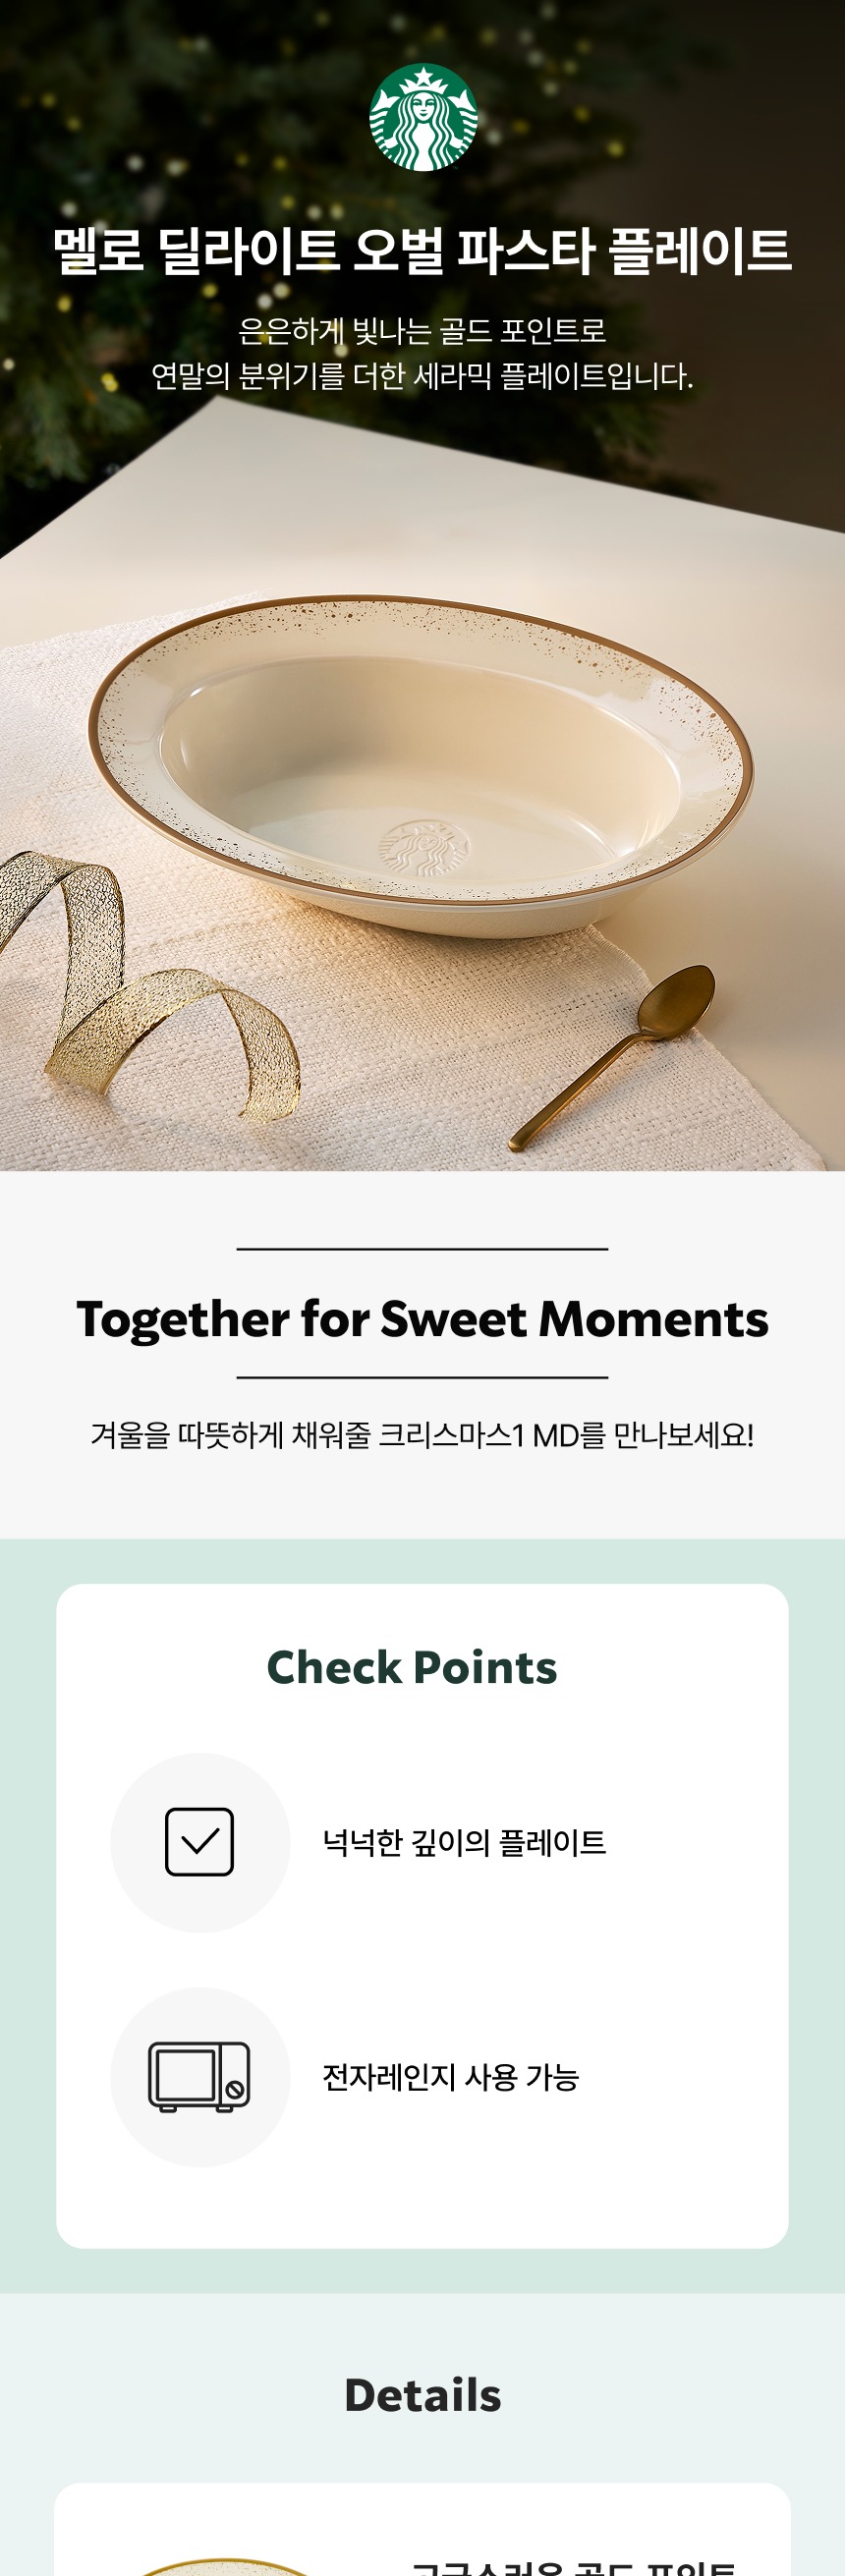 멜로 딜라이트 오벌 파스타 플레이트
은은하게 빛나는 골드 포인트로
연말의 분위기를 더한 세라믹 플레이트입니다.
Together for Sweet Moments
겨울을 따뜻하게 채워줄 크리스마스1 MD를 만나보세요!
Check Points
넉넉한 깊이의 플레이트
전자레인지 사용 가능
Details